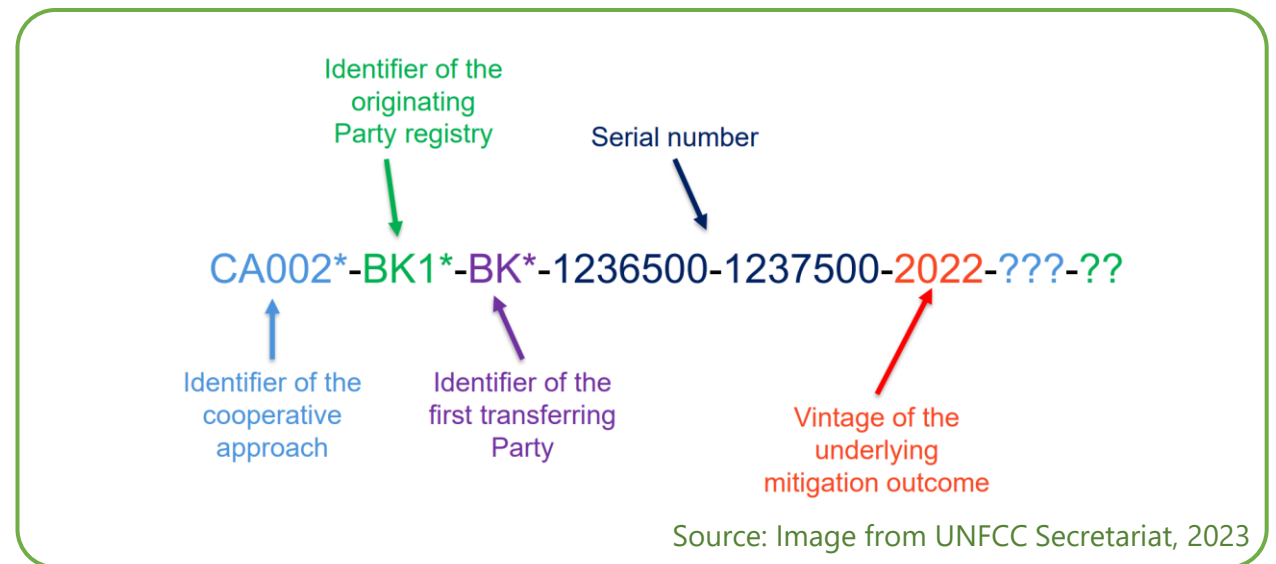 Identifier of the
originating
Party registry
Serial number
CA002*-BK1*-BK*-1236500-1237500-2022-???-??
Identifier of the
cooperative
approach
Identifier of the
first transferring
Party
Vintage of the
underlying
mitigation outcome
Source: Image from UNFCC Secretariat, 2023